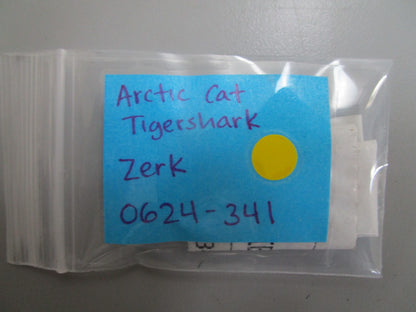 Arctic Cat
Tigershark
Zerk
0624-341